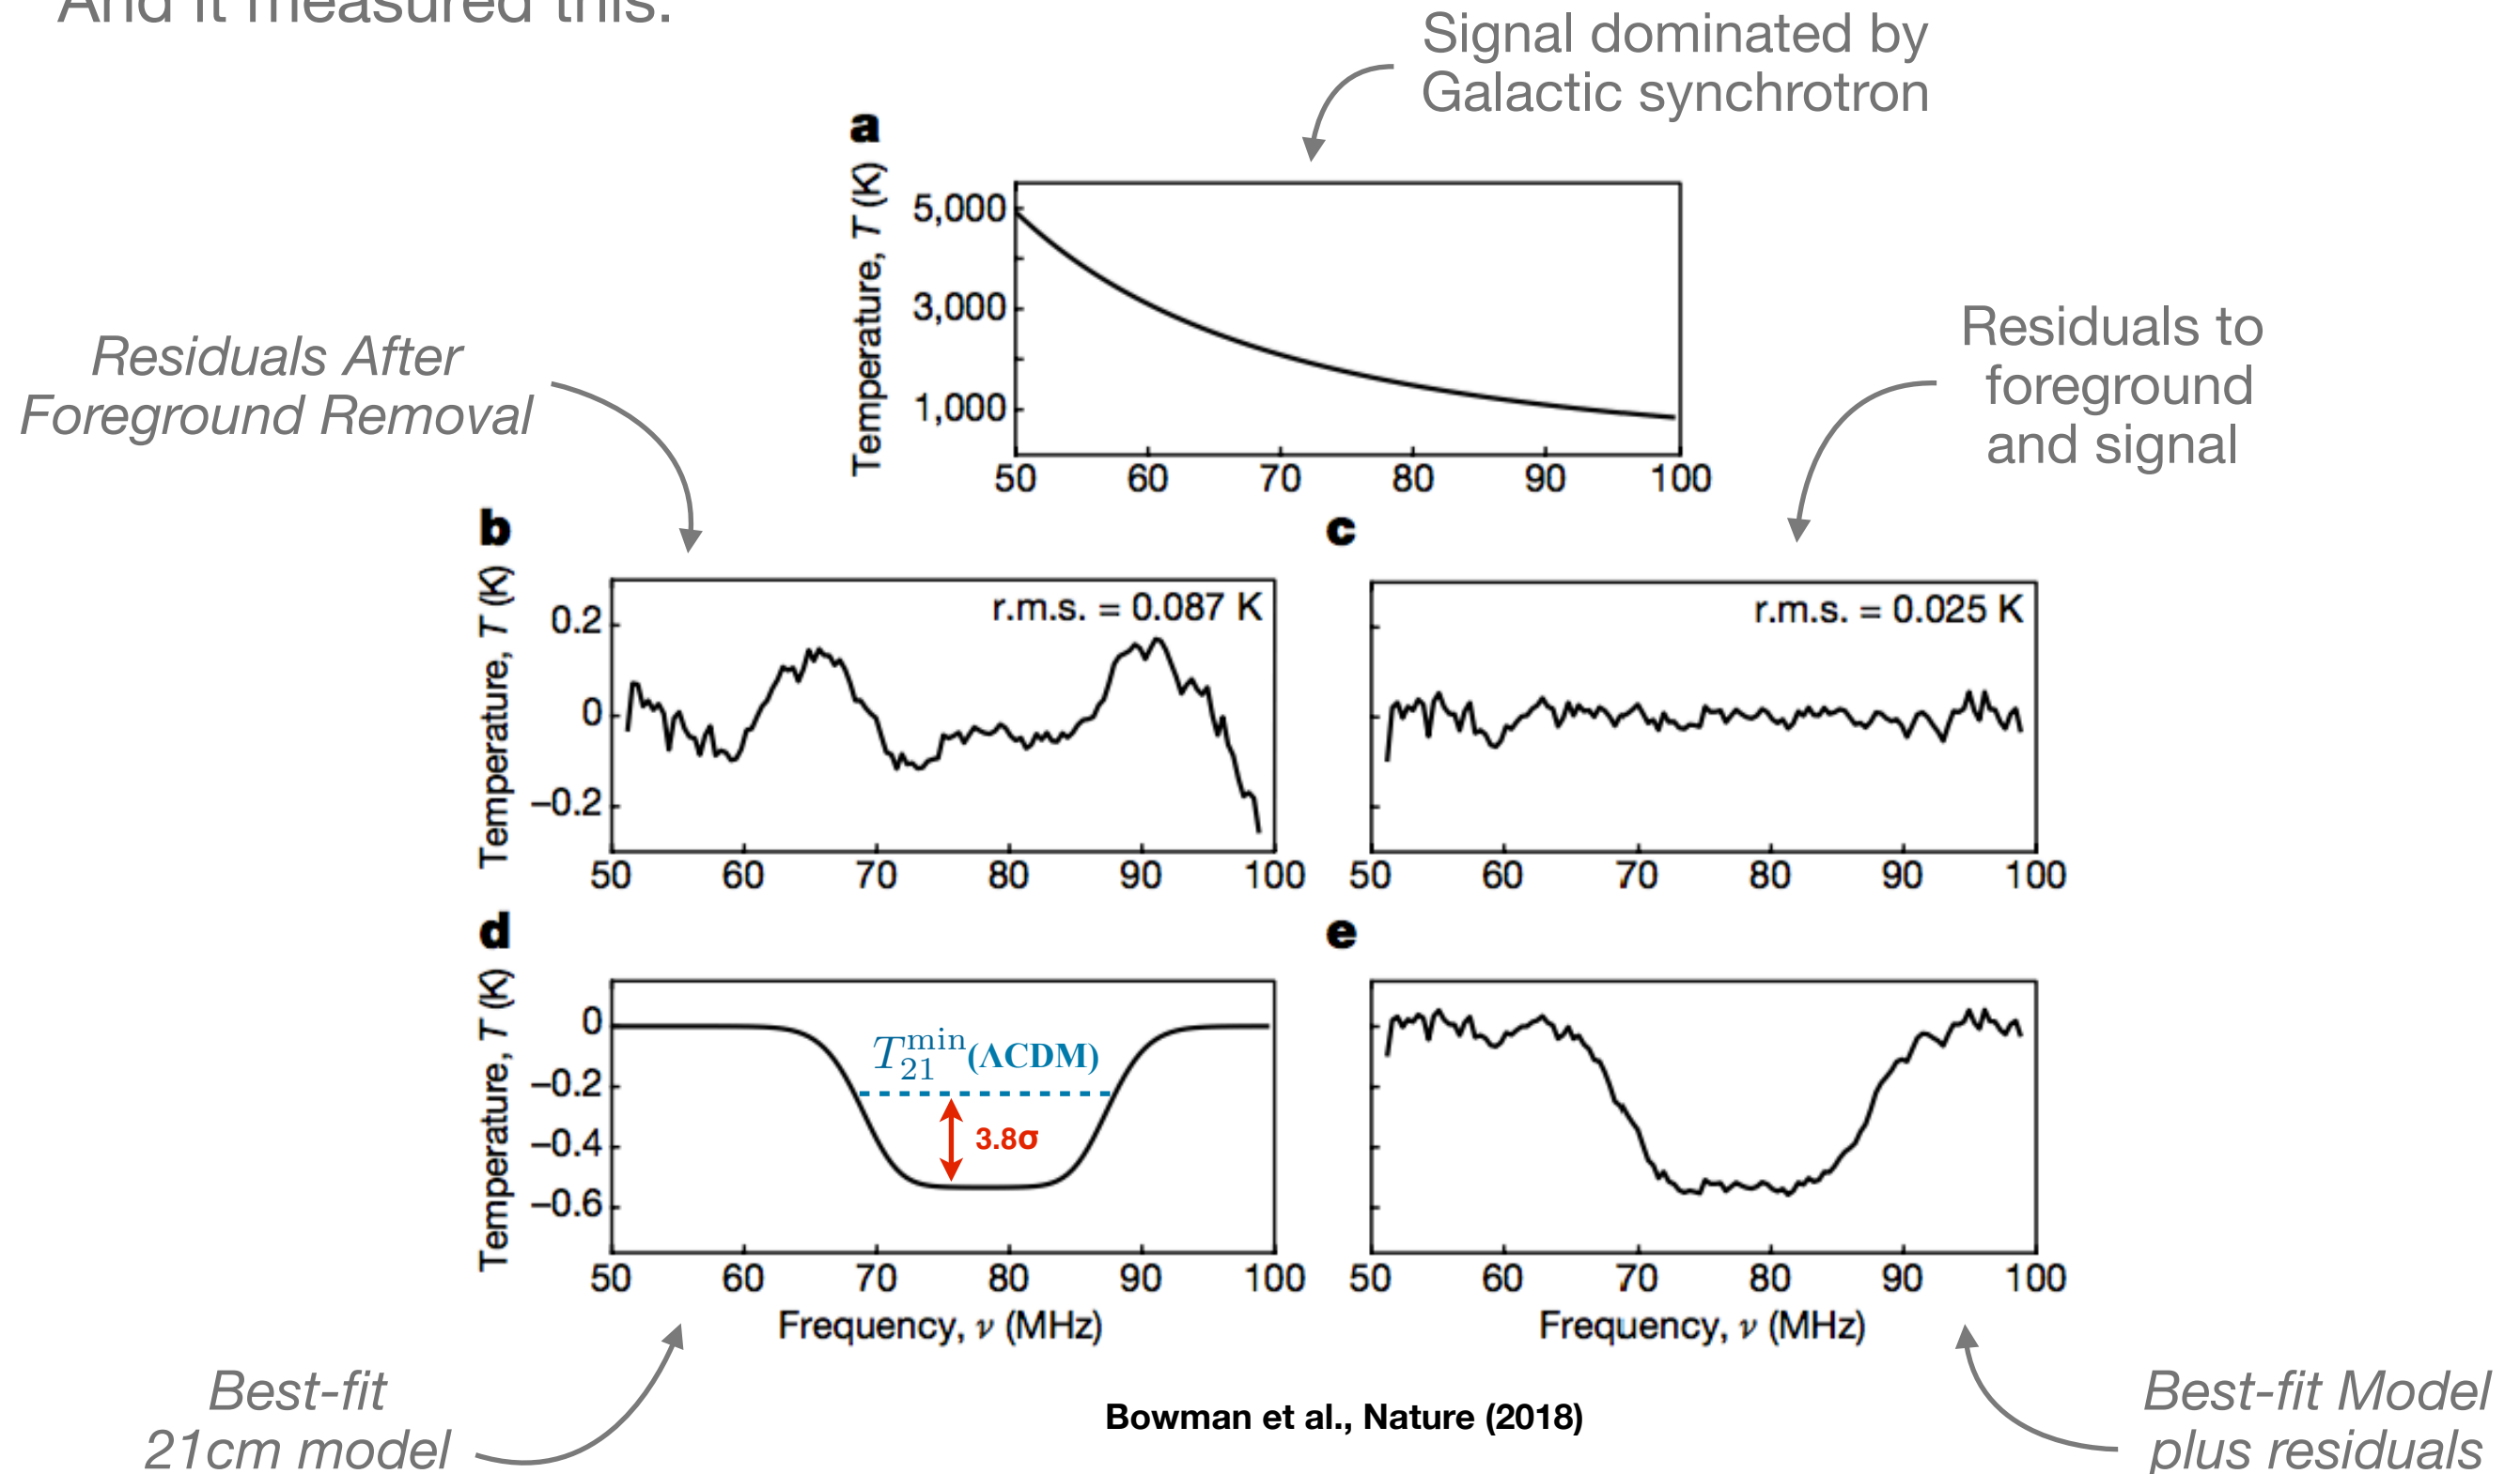 And it measured this.
Signal dominated by
Galactic synchrotron
a
Temperature, T (K)
5,000
3,000
1,000
50 60 70 80 90 100
Residuals After
Foreground Removal
Residuals to
foreground
and signal
b
Temperature, T (K)
r.m.s. = 0.087 K
0.2
0
−0.2
50 60 70 80 90 100
c
r.m.s. = 0.025 K
50 60 70 80 90 100
d
Temperature, T (K)
0
−0.2
−0.4
−0.6
T21min(ΛCDM)
3.8σ
50 60 70 80 90 100
Frequency, ν (MHz)
e
50 60 70 80 90 100
Frequency, ν (MHz)
Best-fit
21cm model
Bowman et al., Nature (2018)
Best-fit Model
plus residuals